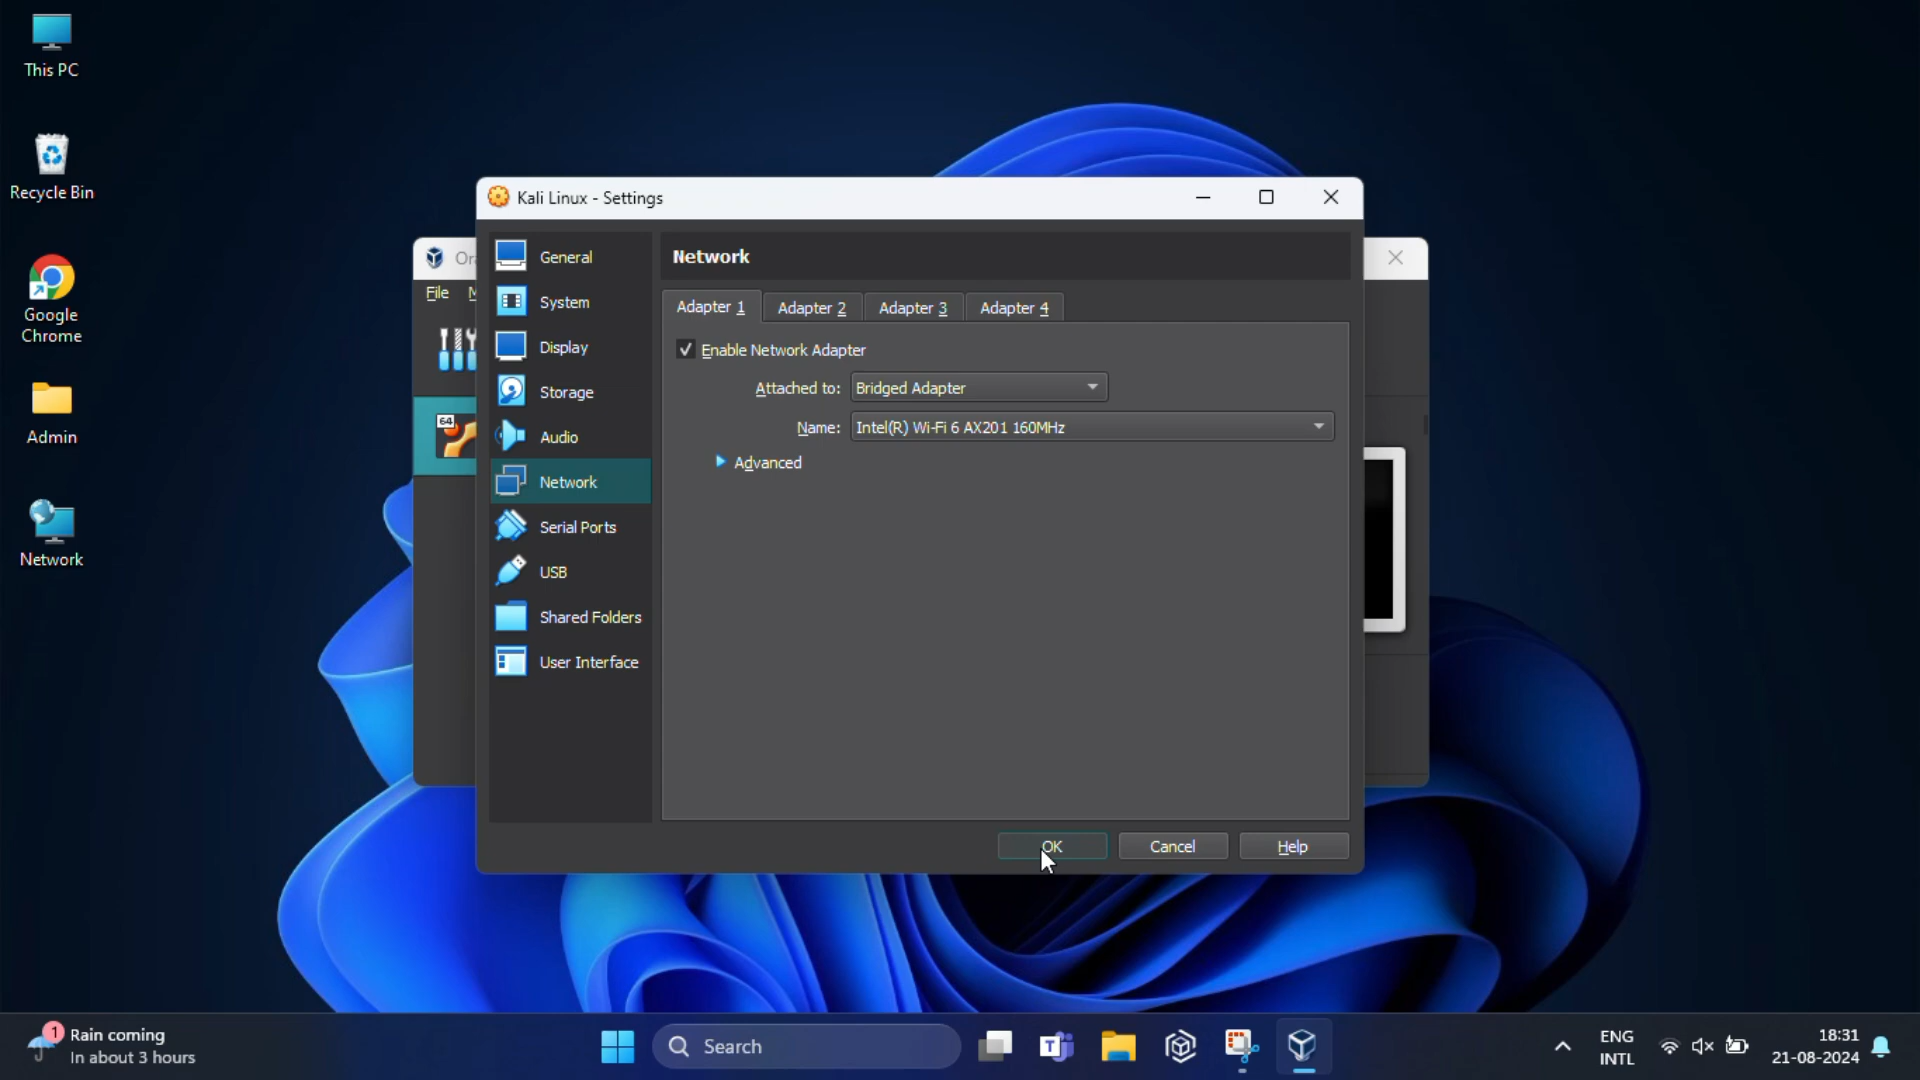 This PC
Recycle Bin
Google
Chrome
Admin
Network
File
64
Kali Linux - Settings
General
System
Display
Storage
Audio
Network
Serial Ports
USB
Shared Folders
User Interface
Network
Adapter 1
Adapter 2
Adapter 3
Adapter 4
Enable Network Adapter
Attached to: Bridged Adapter
Name: Intel(R) Wi-Fi 6 AX201 160MHz
Advanced
OK
Cancel
Help
1
Rain coming
In about 3 hours
Search
T
ENG
INTL
18:31
21-08-2024